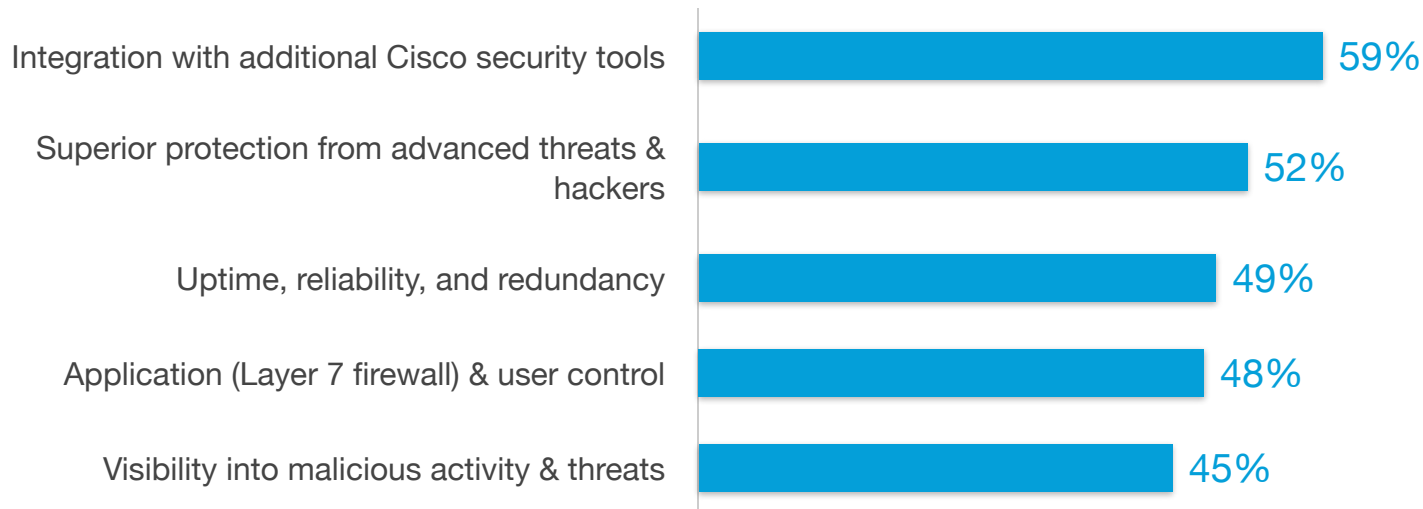 Integration with additional Cisco security tools
59%
Superior protection from advanced threats &
hackers
52%
Uptime, reliability, and redundancy
49%
Application (Layer 7 firewall) & user control
48%
Visibility into malicious activity & threats
45%